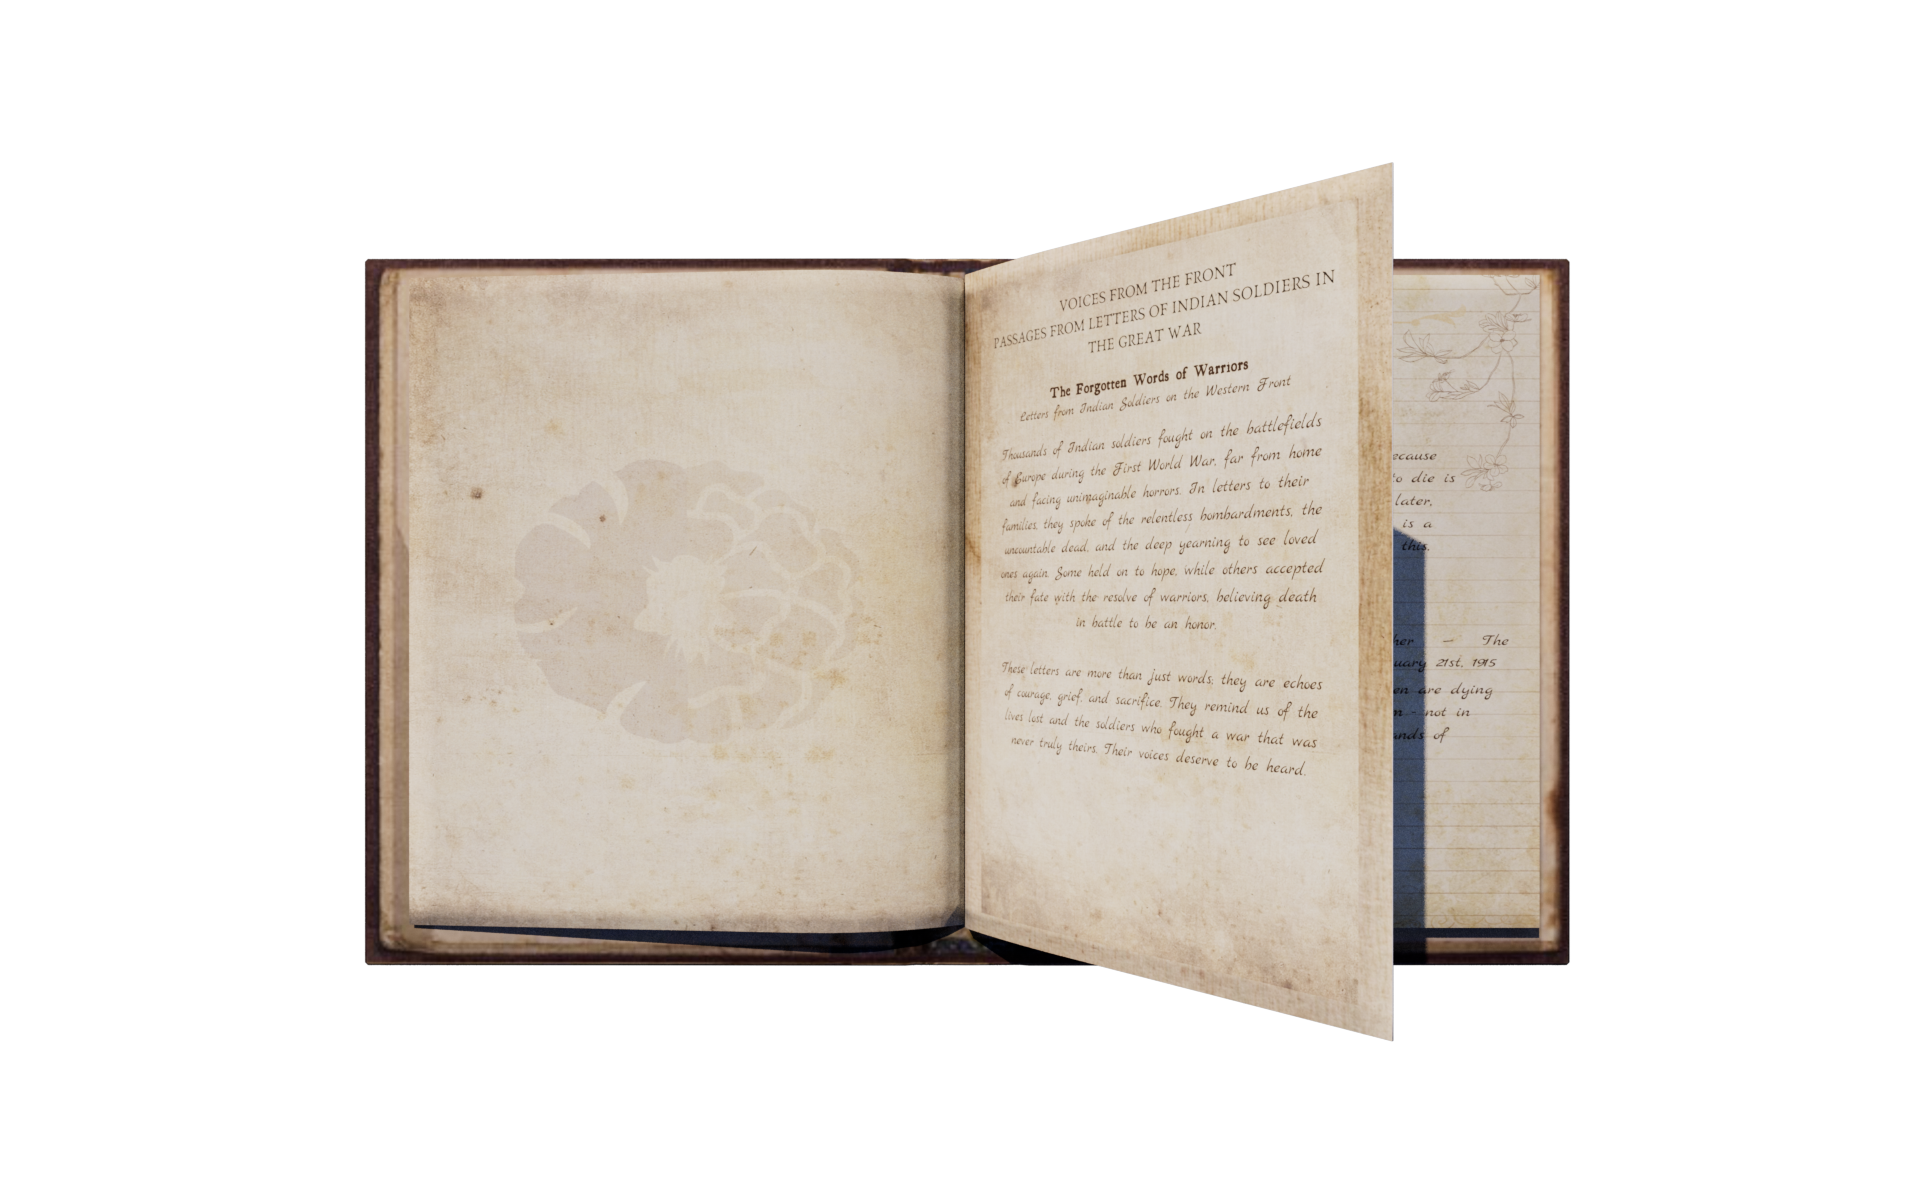 VOICES FROM THE FRONT
PASSAGES FROM LETTERS OF INDIAN SOLDIERS IN
THE GREAT WAR
The Forgotten Words of Warriors
Letters from Indian Soldiers on the Western Front
Thousands of Indian soldiers fought on the battlefields
of Europe during the First World War, far from home
and facing unimaginable horrors. In letters to their
families, they spoke of the relentless bombardments, the
uncountable dead, and the deep yearning to see loved
ones again. Some held on to hope, while others accepted
their fate with the resolve of warriors, believing death
in battle to be an honor.
These letters are more than just words; they are echoes
of courage, grief, and sacrifice. They remind us of the
lives lost and the soldiers who fought a war that was
never truly theirs. Their voices deserve to be heard.
to die is
later,
is a
this.
The
21st, 1915
are dying
- not in
of